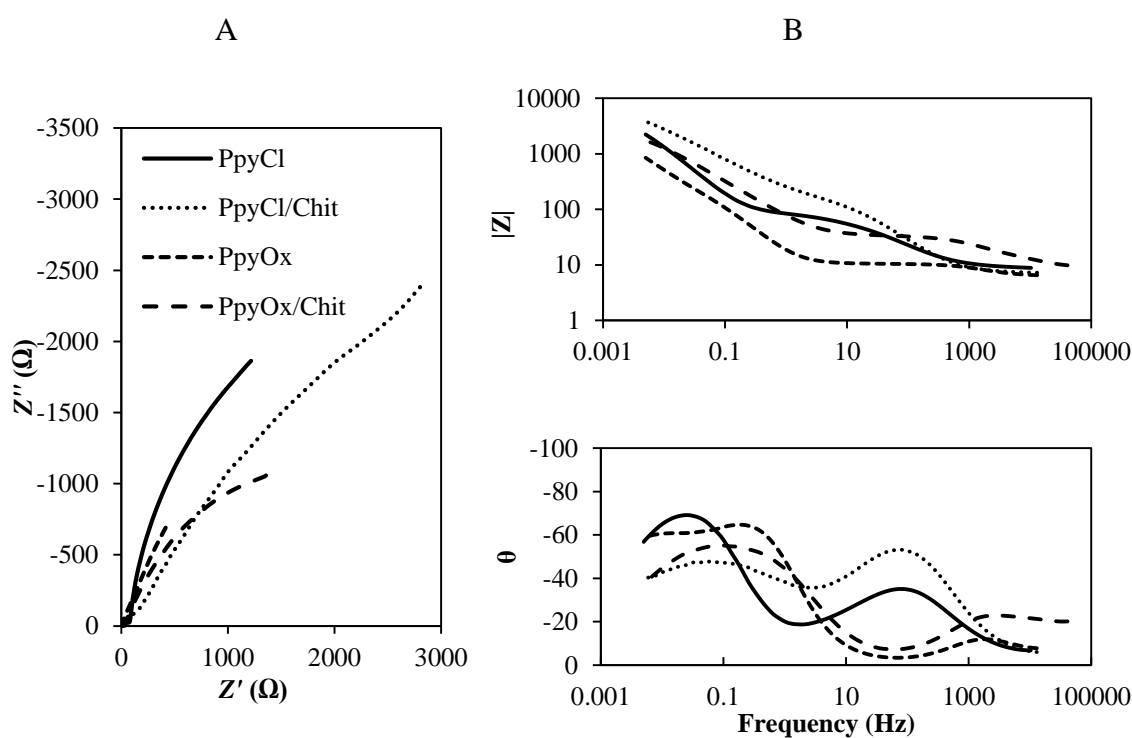 A
-3500
-3000
-2500
-2000
-1500
-1000
-500
0
Z'' (Ω)
PpyCl
PpyCl/Chit
PpyOx
PpyOx/Chit
0 1000 2000 3000
Z' (Ω)
B
10000
1000
100
10
1
|Z|
0.001 0.1 10 1000 100000
-100
-80
-60
-40
-20
0
θ
0.001 0.1 10 1000 100000
Frequency (Hz)